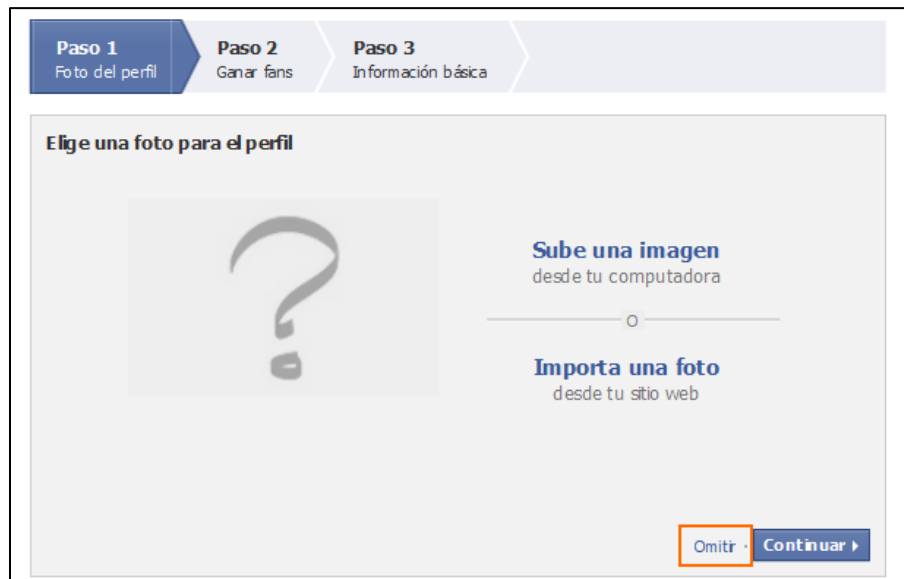 Paso 1
Foto del perfil
Paso 2
Ganar fans
Paso 3
Información básica
Elige una foto para el perfil
?
Sube una imagen
desde tu computadora
O
Importa una foto
desde tu sitio web
Omitir · Continuar